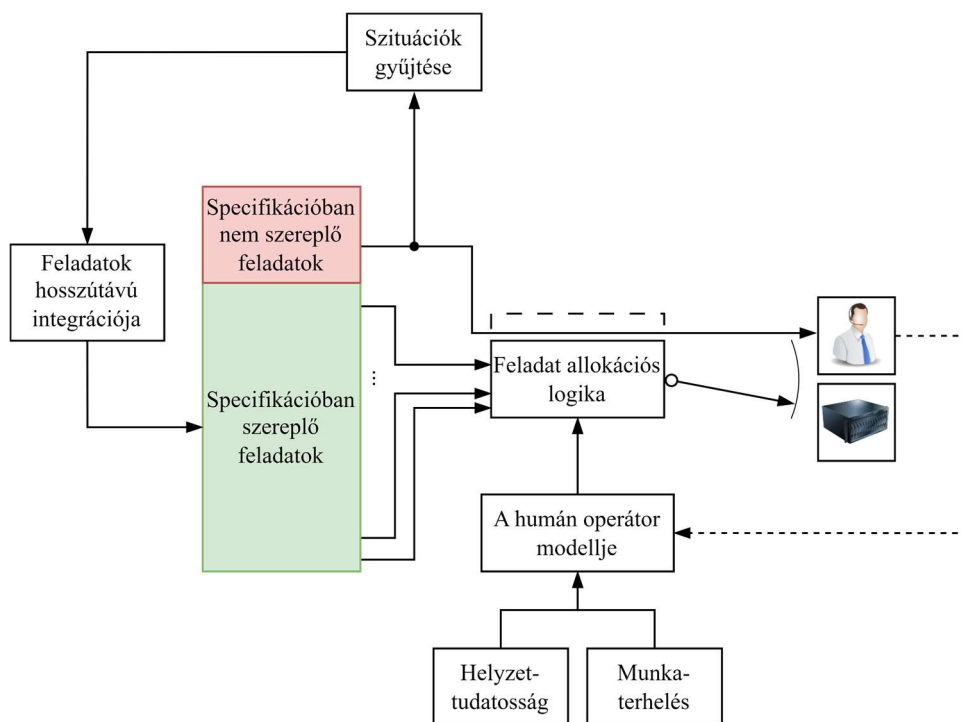 Szituációk
gyűjtése
Specifikációban
nem szereplő
feladatok
Feladatok
hosszútávú
integrációja
Specifikációban
szereplő
feladatok
...
Feladat allokációs
logika
A humán operátor
modellje
Helyzet-
tudatosság
Munka-
terhelés